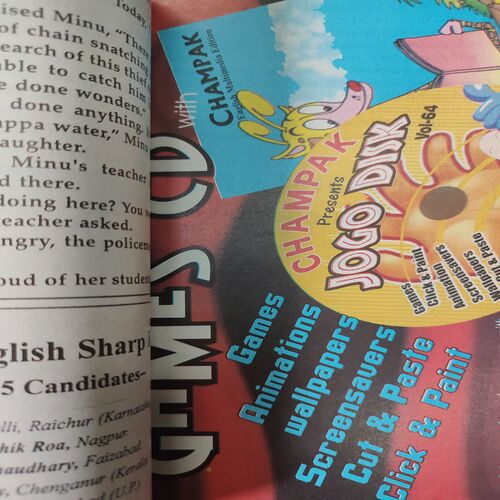 Today,
ised Minu, "There
of chain snatching
earch of this thief
able to catch him
e done wonders."
done anything.
appa water," Minu
aughter.
Minu's teacher
d there.
doing here? You
teacher asked.
ngry, the policem
oud of her studen
glish Sharp
5 Candidates–
lli, Raichur (Karnata
hik Roa, Nagpur,
haudhary, Faizabad
y, Chenganur (Kerala
bad (U.P.)
GAMES CD
with
CHAMPAK
English Multimedia Edition
CHAMPAK
Presents
JOGO DISK
Vol-64
Games
Click & Paint
Animations
Screensavers
Wallpapers
Cut & Paste
Games
Animations
wallpapers
Screensavers
Cut & Paste
Click & Paint